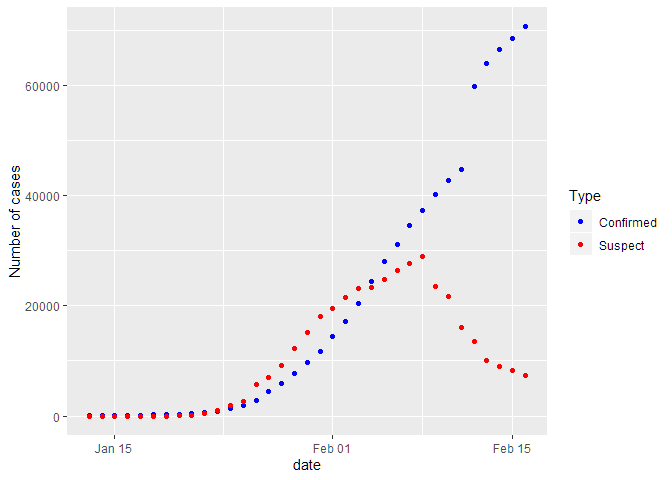 60000
40000
20000
0
Number of cases
Jan 15
Feb 01
Feb 15
date
Type
Confirmed
Suspect